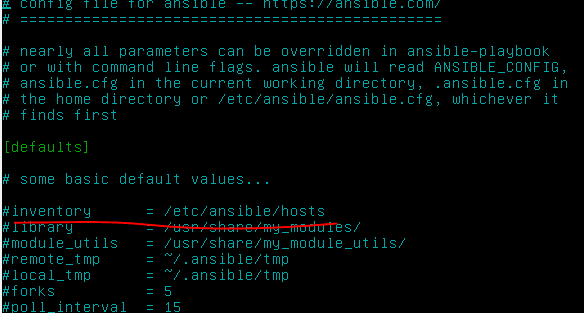 # config file for ansible -- https://ansible.com/
# ===============================================
# nearly all parameters can be overridden in ansible-playbook
# or with command line flags. ansible will read ANSIBLE_CONFIG,
# ansible.cfg in the current working directory, .ansible.cfg in
# the home directory or /etc/ansible/ansible.cfg, whichever it
# finds first
[defaults]
# some basic default values...
#inventory      = /etc/ansible/hosts
#library        = /usr/share/my_modules/
#module_utils   = /usr/share/my_module_utils/
#remote_tmp     = ~/.ansible/tmp
#local_tmp      = ~/.ansible/tmp
#forks          = 5
#poll_interval  = 15